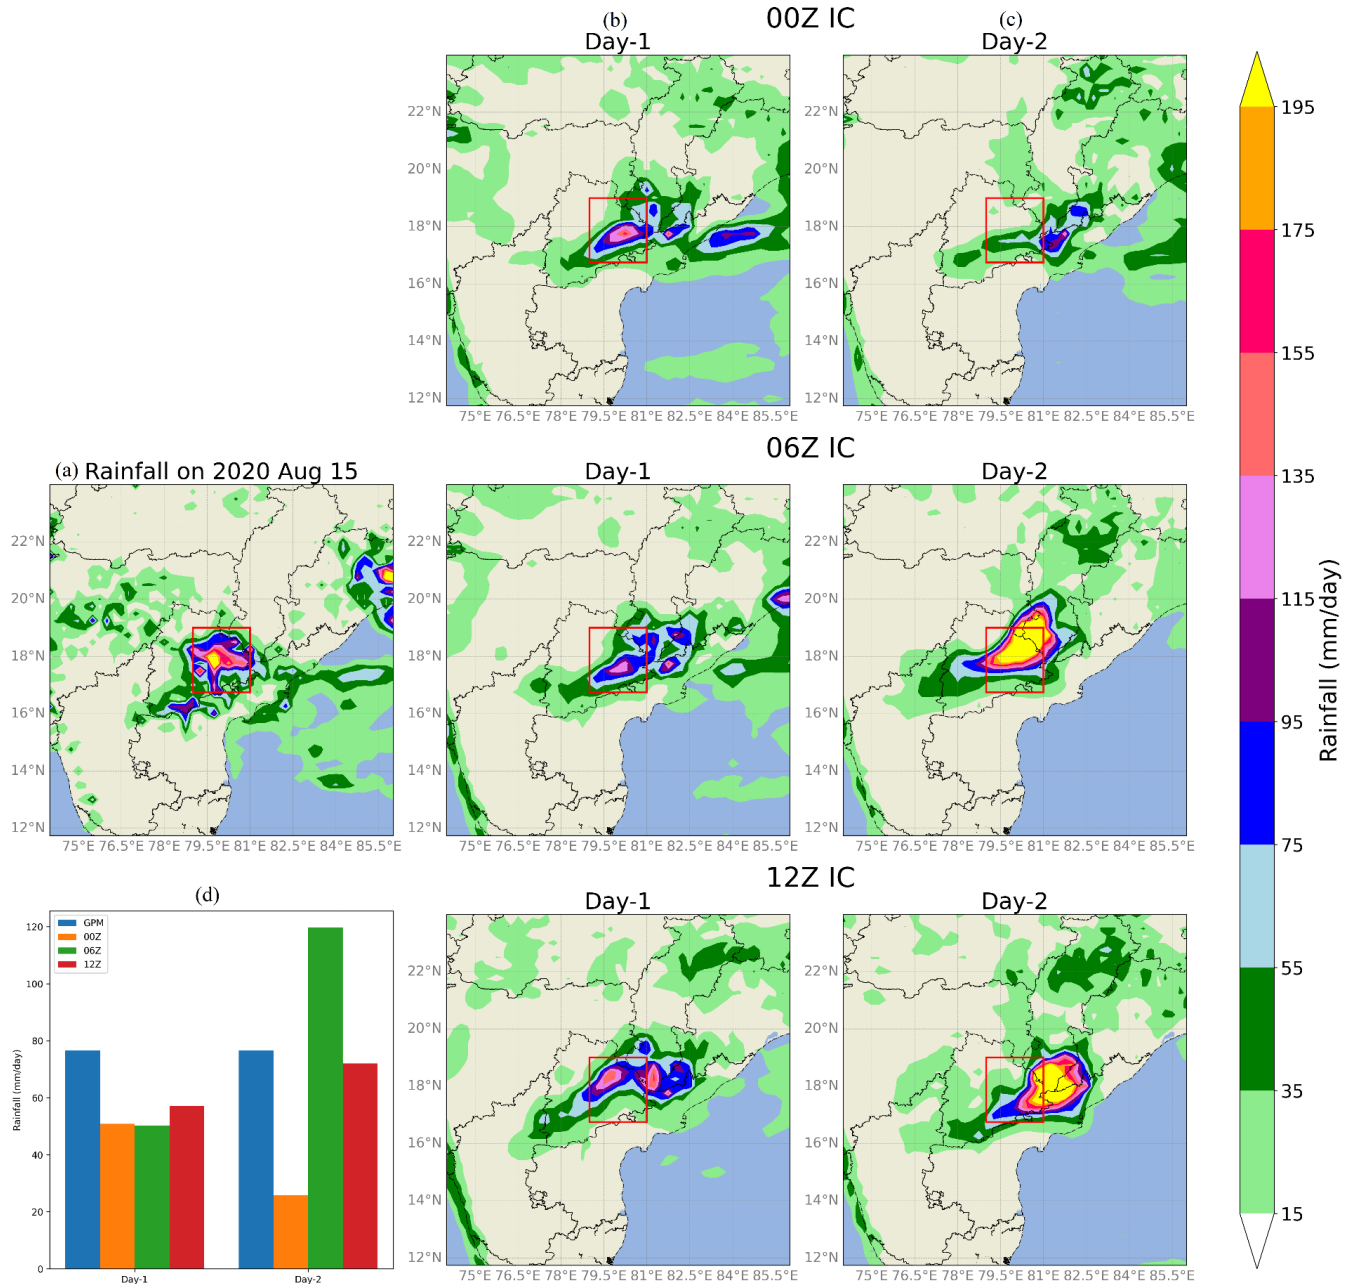 (b) 00Z IC (c)
Day-1 Day-2
22°N 22°N
20°N 20°N
18°N 18°N
16°N 16°N
14°N 14°N
12°N 12°N
75°E 76.5°E 78°E 79.5°E 81°E 82.5°E 84°E 85.5°E 75°E 76.5°E 78°E 79.5°E 81°E 82.5°E 84°E 85.5°E
06Z IC
(a) Rainfall on 2020 Aug 15 Day-1 Day-2
22°N 22°N 22°N
20°N 20°N 20°N
18°N 18°N 18°N
16°N 16°N 16°N
14°N 14°N 14°N
12°N 12°N 12°N
75°E 76.5°E 78°E 79.5°E 81°E 82.5°E 84°E 85.5°E 75°E 76.5°E 78°E 79.5°E 81°E 82.5°E 84°E 85.5°E 75°E 76.5°E 78°E 79.5°E 81°E 82.5°E 84°E 85.5°E
12Z IC
(d) Day-1 Day-2
GPM
00Z
06Z
12Z
120
100
80
60
40
20
0
Rainfall (mm/day)
Day-1 Day-2
22°N 22°N
20°N 20°N
18°N 18°N
16°N 16°N
14°N 14°N
12°N 12°N
75°E 76.5°E 78°E 79.5°E 81°E 82.5°E 84°E 85.5°E 75°E 76.5°E 78°E 79.5°E 81°E 82.5°E 84°E 85.5°E
195
175
155
135
115
95
75
55
35
15
Rainfall (mm/day)